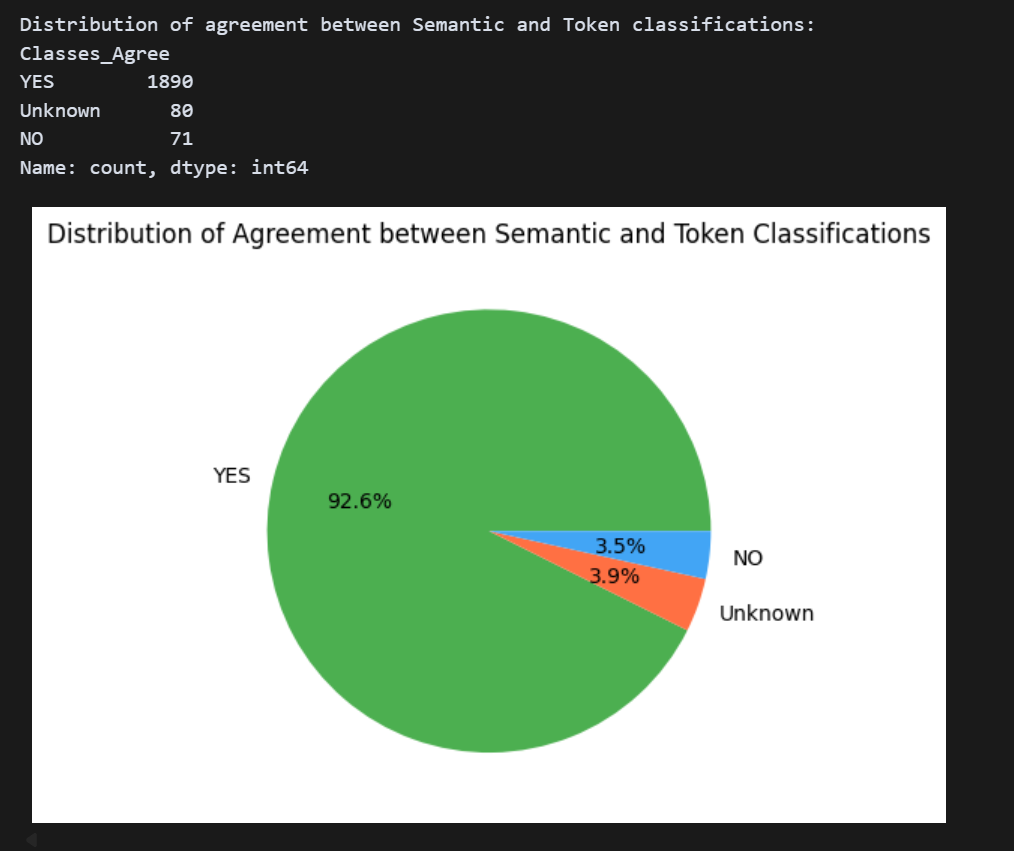 Distribution of agreement between Semantic and Token classifications:
Classes_Agree
YES        1890
Unknown      80
NO           71
Name: count, dtype: int64
Distribution of Agreement between Semantic and Token Classifications
YES
92.6%
3.5%
NO
3.9%
Unknown